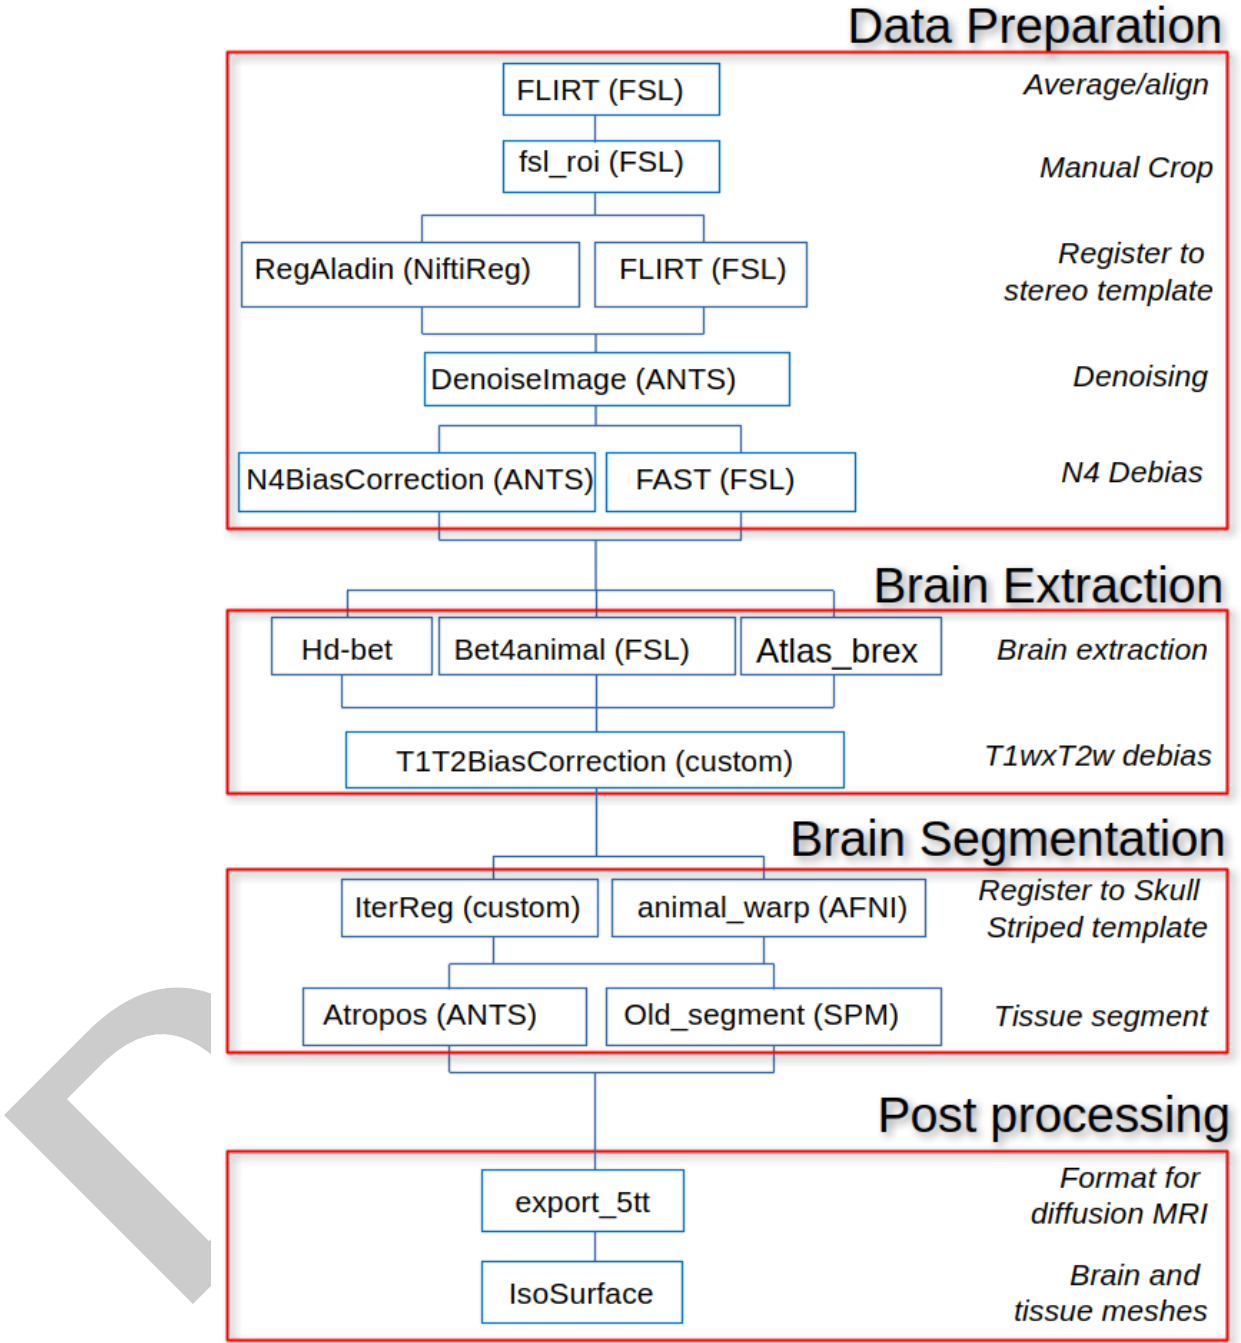 Data Preparation
FLIRT (FSL)
Average/align
fsl_roi (FSL)
Manual Crop
RegAladin (NiftiReg)
FLIRT (FSL)
Register to
stereo template
DenoiseImage (ANTS)
Denoising
N4BiasCorrection (ANTS)
FAST (FSL)
N4 Debias
Brain Extraction
Hd-bet
Bet4animal (FSL)
Atlas_brex
Brain extraction
T1T2BiasCorrection (custom)
T1wxT2w debias
Brain Segmentation
IterReg (custom)
animal_warp (AFNI)
Register to Skull
Striped template
Atropos (ANTS)
Old_segment (SPM)
Tissue segment
Post processing
export_5tt
Format for
diffusion MRI
IsoSurface
Brain and
tissue meshes